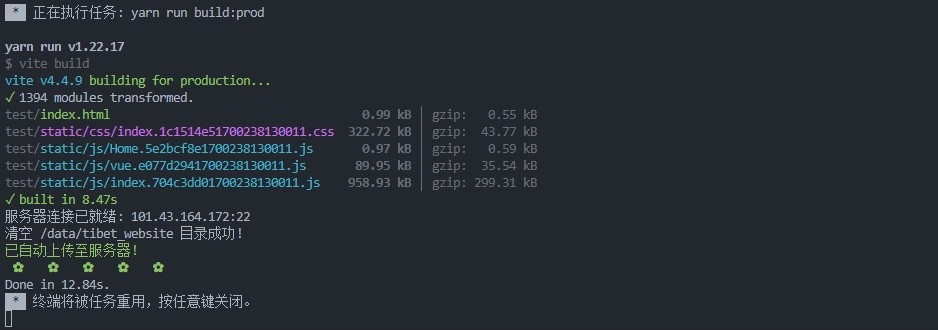 * 正在执行任务: yarn run build:prod
yarn run v1.22.17
$ vite build
vite v4.4.9 building for production...
✓ 1394 modules transformed.
test/index.html 0.99 kB │ gzip: 0.55 kB
test/static/css/index.1c1514e51700238130011.css 322.72 kB │ gzip: 43.77 kB
test/static/js/Home.5e2bcf8e1700238130011.js 0.97 kB │ gzip: 0.59 kB
test/static/js/vue.e077d2941700238130011.js 89.95 kB │ gzip: 35.54 kB
test/static/js/index.704c3dd01700238130011.js 958.93 kB │ gzip: 299.31 kB
✓ built in 8.47s
服务器连接已就绪: 101.43.164.172:22
清空 /data/tibet_website 目录成功!
已自动上传至服务器!
✿ ✿ ✿ ✿ ✿
Done in 12.84s.
* 终端将被任务重用，按任意键关闭。